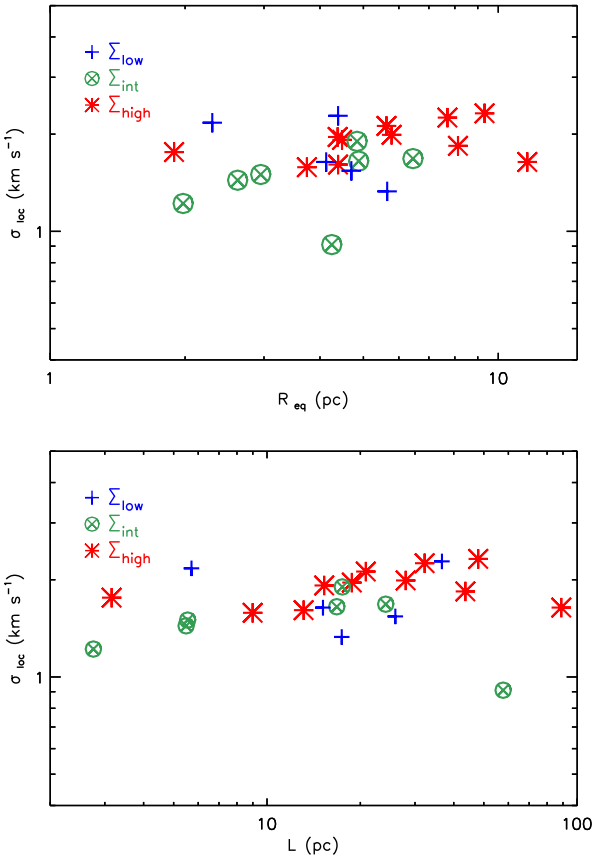 Σlow
Σint
Σhigh
σ loc (km s⁻¹)
1
1
10
R eq (pc)
Σlow
Σint
Σhigh
σ loc (km s⁻¹)
1
10
100
L (pc)